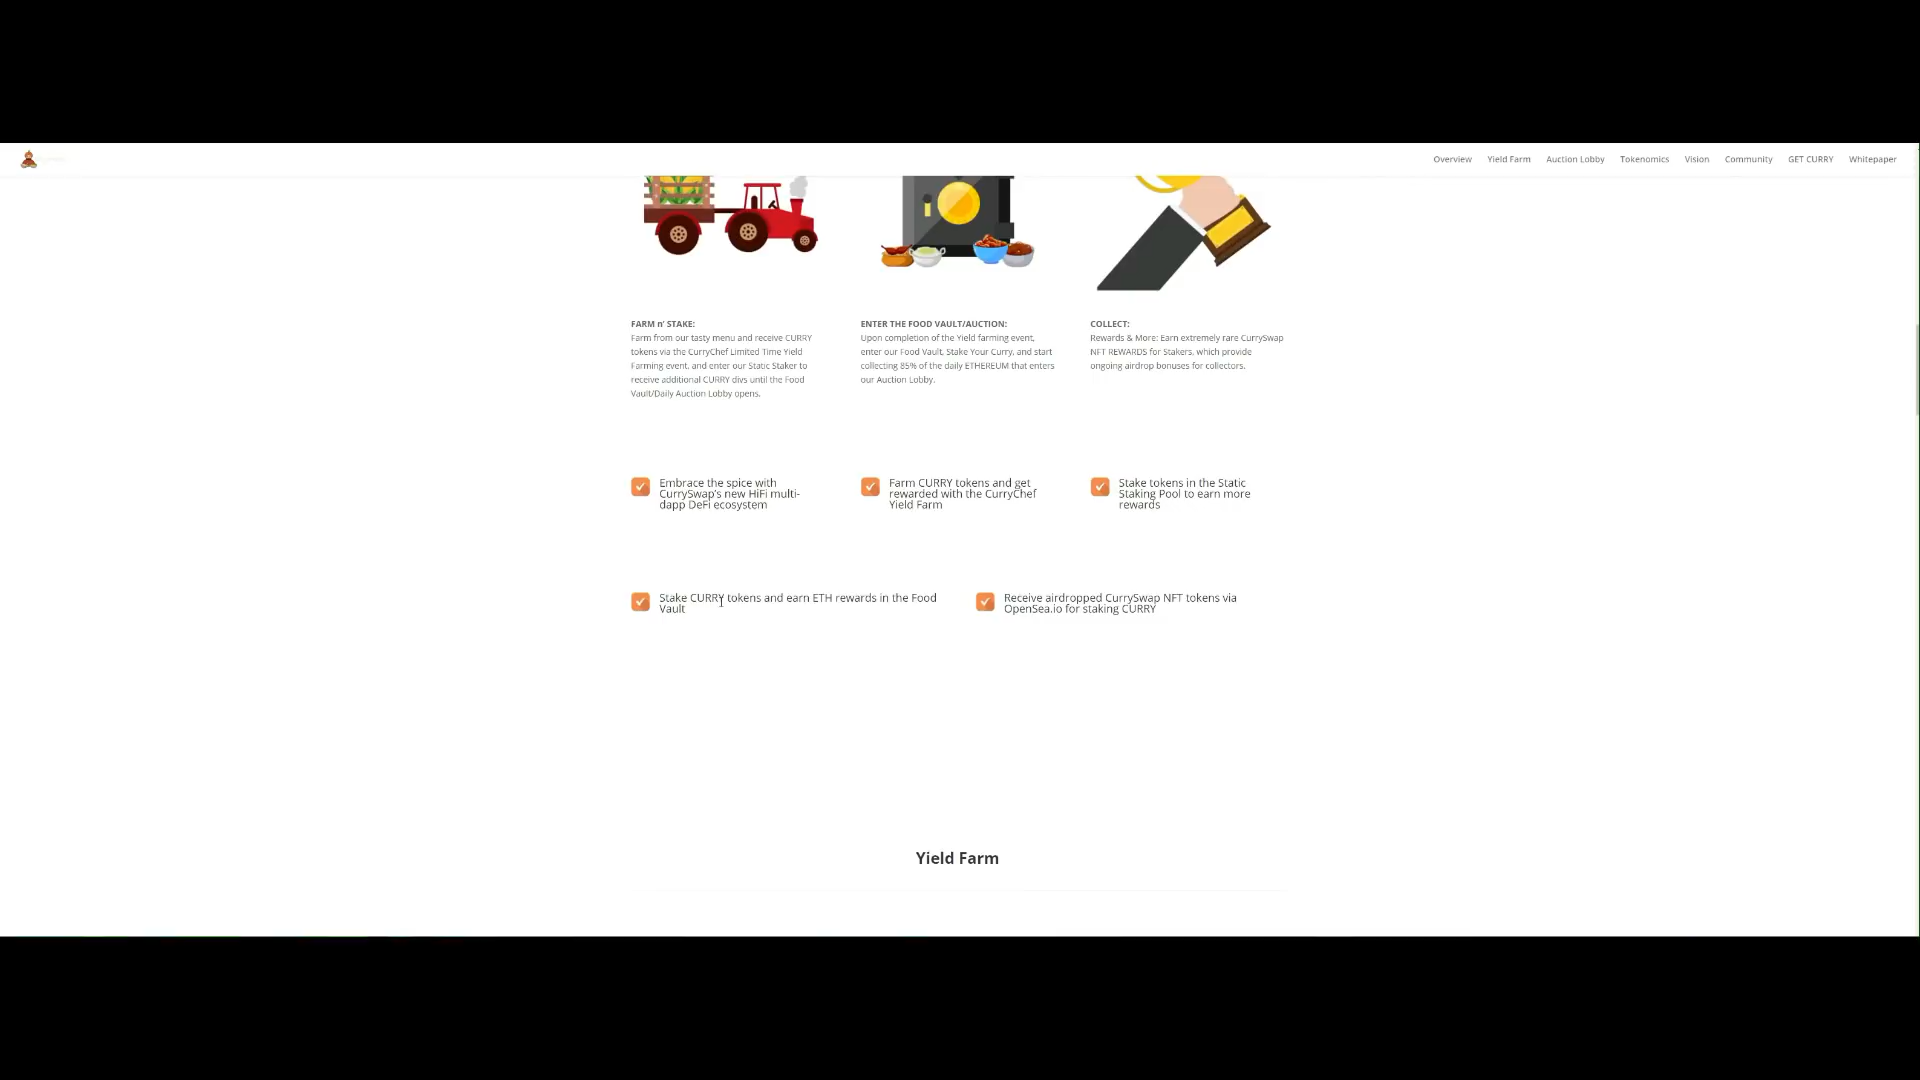 Overview Yield Farm Auction Lobby Tokenomics Vision Community GET CURRY Whitepaper
FARM n' STAKE:
Farm from our tasty menu and receive CURRY
tokens via the CurryChef Limited Time Yield
Farming event, and enter our Static Staker to
receive additional CURRY divs until the Food
Vault/Daily Auction Lobby opens.
ENTER THE FOOD VAULT/AUCTION:
Upon completion of the Yield farming event,
enter our Food Vault, Stake Your Curry, and start
collecting 85% of the daily ETHEREUM that enters
our Auction Lobby.
COLLECT:
Rewards & More: Earn extremely rare CurrySwap
NFT REWARDS for Stakers, which provide
ongoing airdrop bonuses for collectors.
Embrace the spice with
CurrySwap's new HiFi multi-
dapp DeFi ecosystem
Farm CURRY tokens and get
rewarded with the CurryChef
Yield Farm
Stake tokens in the Static
Staking Pool to earn more
rewards
Stake CURRY tokens and earn ETH rewards in the Food
Vault
Receive airdropped CurrySwap NFT tokens via
OpenSea.io for staking CURRY
Yield Farm